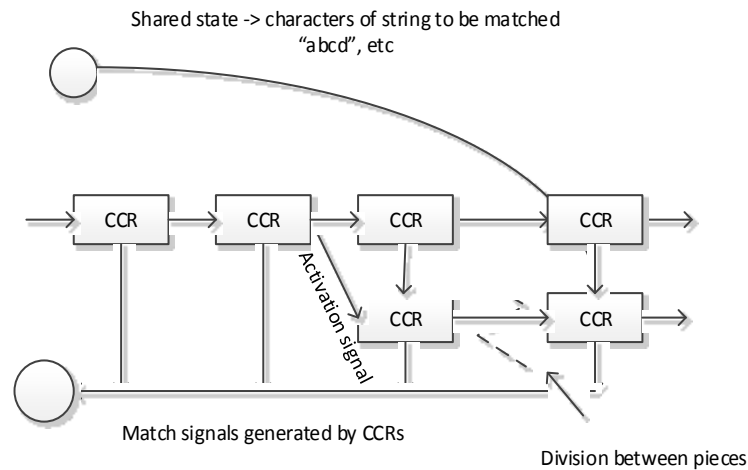 Shared state -> characters of string to be matched
“abcd”, etc
CCR
CCR
CCR
CCR
Activation signal
CCR
CCR
Match signals generated by CCRs
Division between pieces